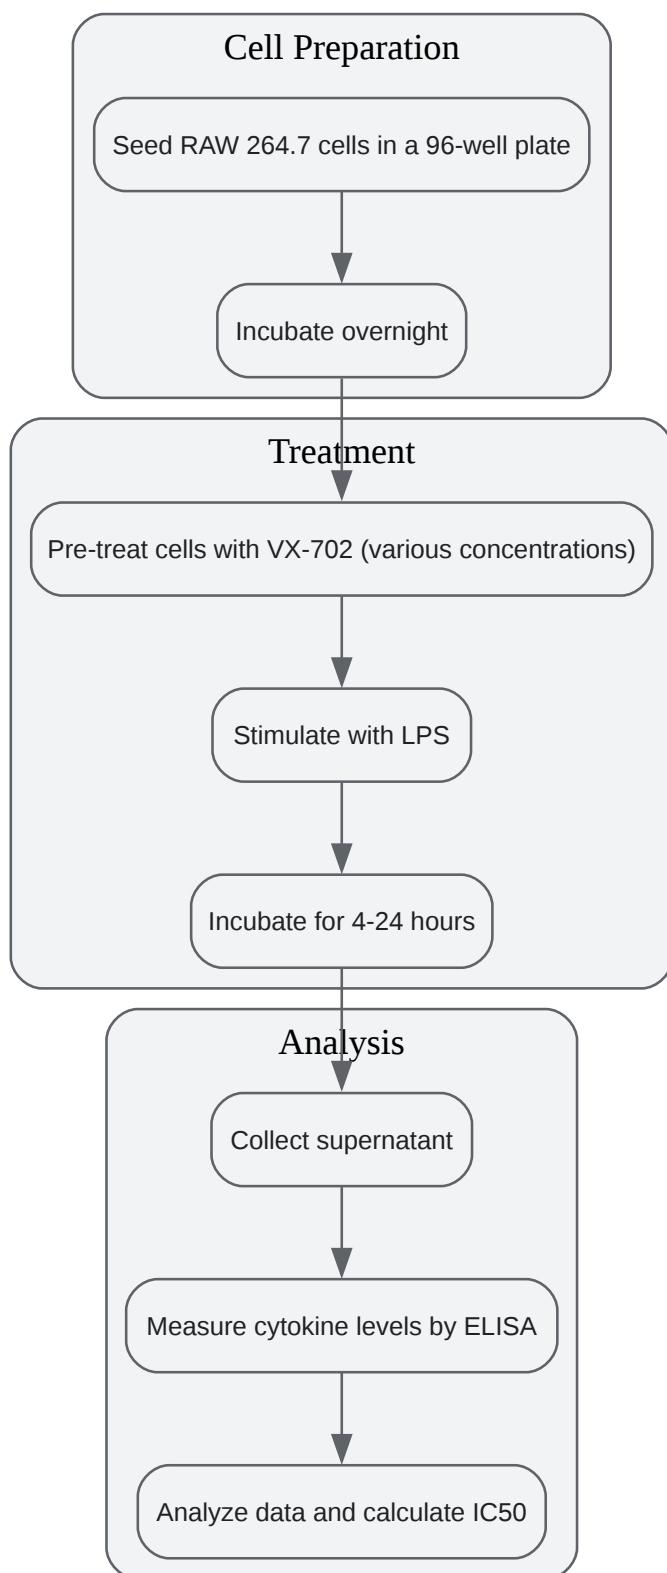 Cell Preparation
Seed RAW 264.7 cells in a 96-well plate
Incubate overnight
Treatment
Pre-treat cells with VX-702 (various concentrations)
Stimulate with LPS
Incubate for 4-24 hours
Analysis
Collect supernatant
Measure cytokine levels by ELISA
Analyze data and calculate IC50